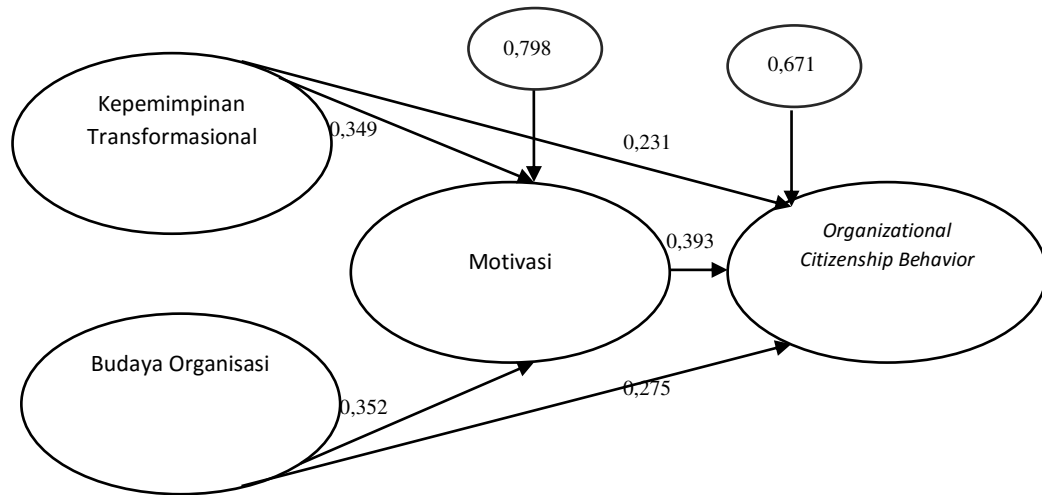 0,798
0,671
Kepemimpinan
Transformasional
0,349
0,231
Organizational
Citizenship Behavior
0,393
Motivasi
Budaya Organisasi
0,352
0,275